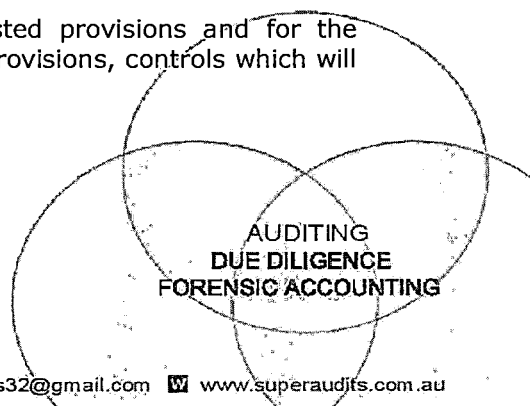 sted provisions and for the
rovisions, controls which will
AUDITING
DUE DILIGENCE
FORENSIC ACCOUNTING
s32@gmail.com W www.superaudits.com.au